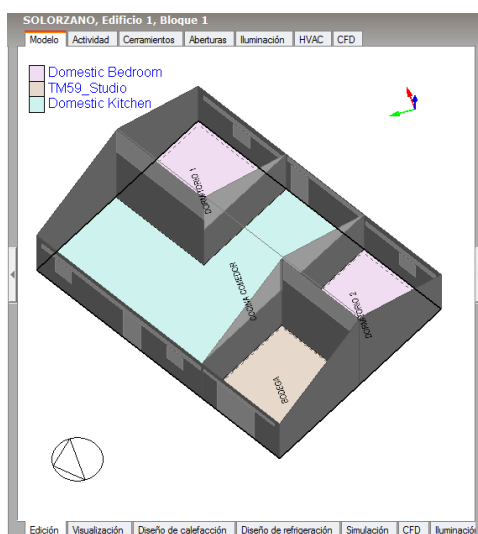 SOLORZANO, Edificio 1, Bloque 1
Modelo Actividad Cerramientos Aberturas Iluminación HVAC CFD
Domestic Bedroom
TM59_Studio
Domestic Kitchen
DORMITORIO 1
COCINA COMEDOR
DORMITORIO 2
BODEGA
Edición Visualización Diseño de calefacción Diseño de refrigeración Simulación CFD Iluminación